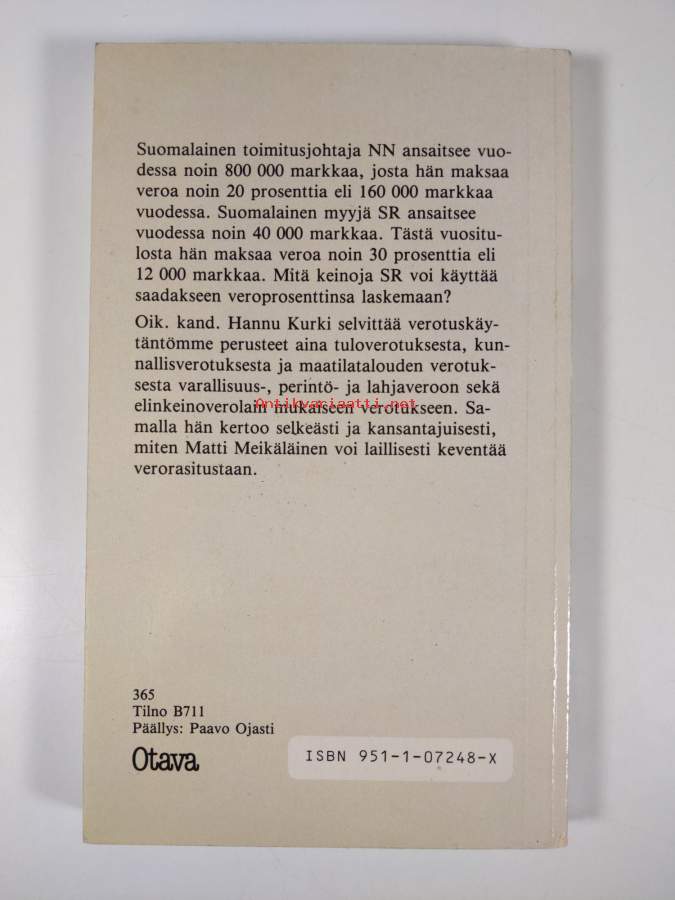 Suomalainen toimitusjohtaja NN ansaitsee vuo-
dessa noin 800 000 markkaa, josta hän maksaa
veroa noin 20 prosenttia eli 160 000 markkaa
vuodessa. Suomalainen myyjä SR ansaitsee
vuodessa noin 40 000 markkaa. Tästä vuositu-
losta hän maksaa veroa noin 30 prosenttia eli
12 000 markkaa. Mitä keinoja SR voi käyttää
saadakseen veroprosenttinsa laskemaan?
Oik. kand. Hannu Kurki selvittää verotuskäy-
täntömme perusteet aina tuloverotuksesta, kun-
nallisverotuksesta ja maatilatalouden verotuk-
sesta varallisuus-, perintö- ja lahjaveroon sekä
elinkeinoverolain mukaiseen verotukseen. Sa-
Antikvariaatti.net
malla hän kertoo selkeästi ja kansantajuisesti,
miten Matti Meikäläinen voi laillisesti keventää
verorasitustaan.
365
Tilno B711
Päällys: Paavo Ojasti
Otava
ISBN 951-1-07248-X